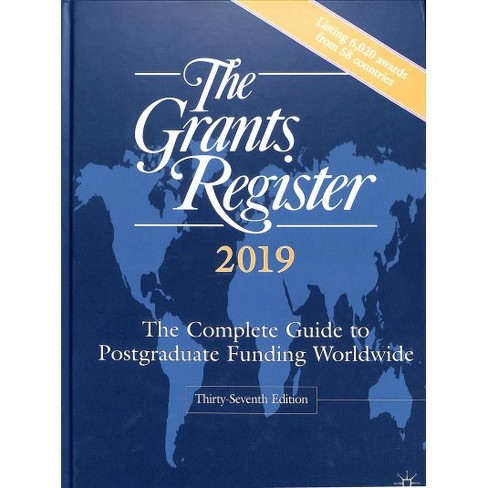 Listing 6,020 awards
from 58 countries
The
Grants
Register
2019
The Complete Guide to
Postgraduate Funding Worldwide
Thirty-Seventh Edition